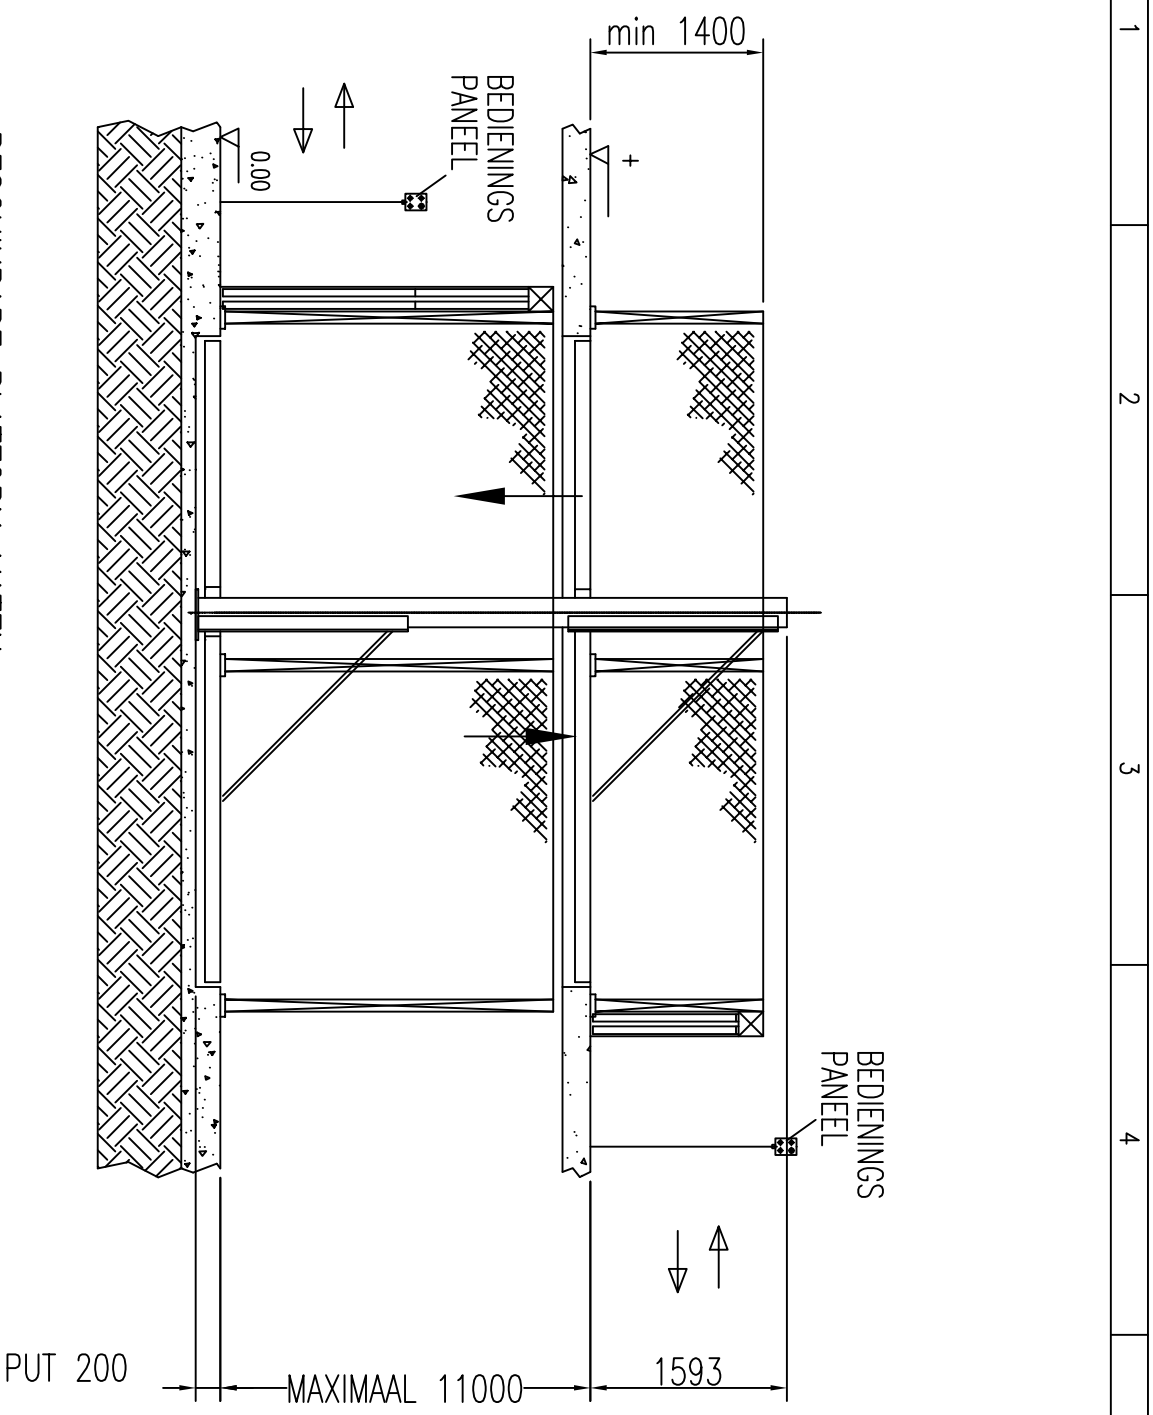 1
2
3
4
min 1400
BEDIENINGS
PANEEL
+
0.00
BEDIENINGS
PANEEL
1593
MAXIMAAL 11000
PUT 200